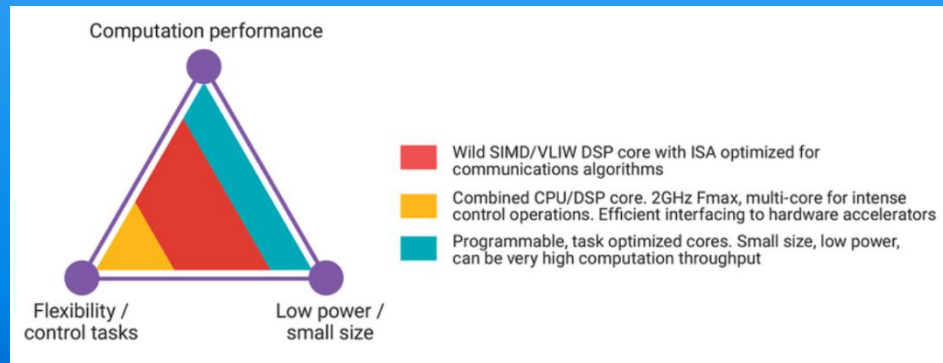 Computation performance
Wild SIMD/VLIW DSP core with ISA optimized for
communications algorithms
Combined CPU/DSP core. 2GHz Fmax, multi-core for intense
control operations. Efficient interfacing to hardware accelerators
Programmable, task optimized cores. Small size, low power,
can be very high computation throughput
Flexibility /
control tasks
Low power /
small size